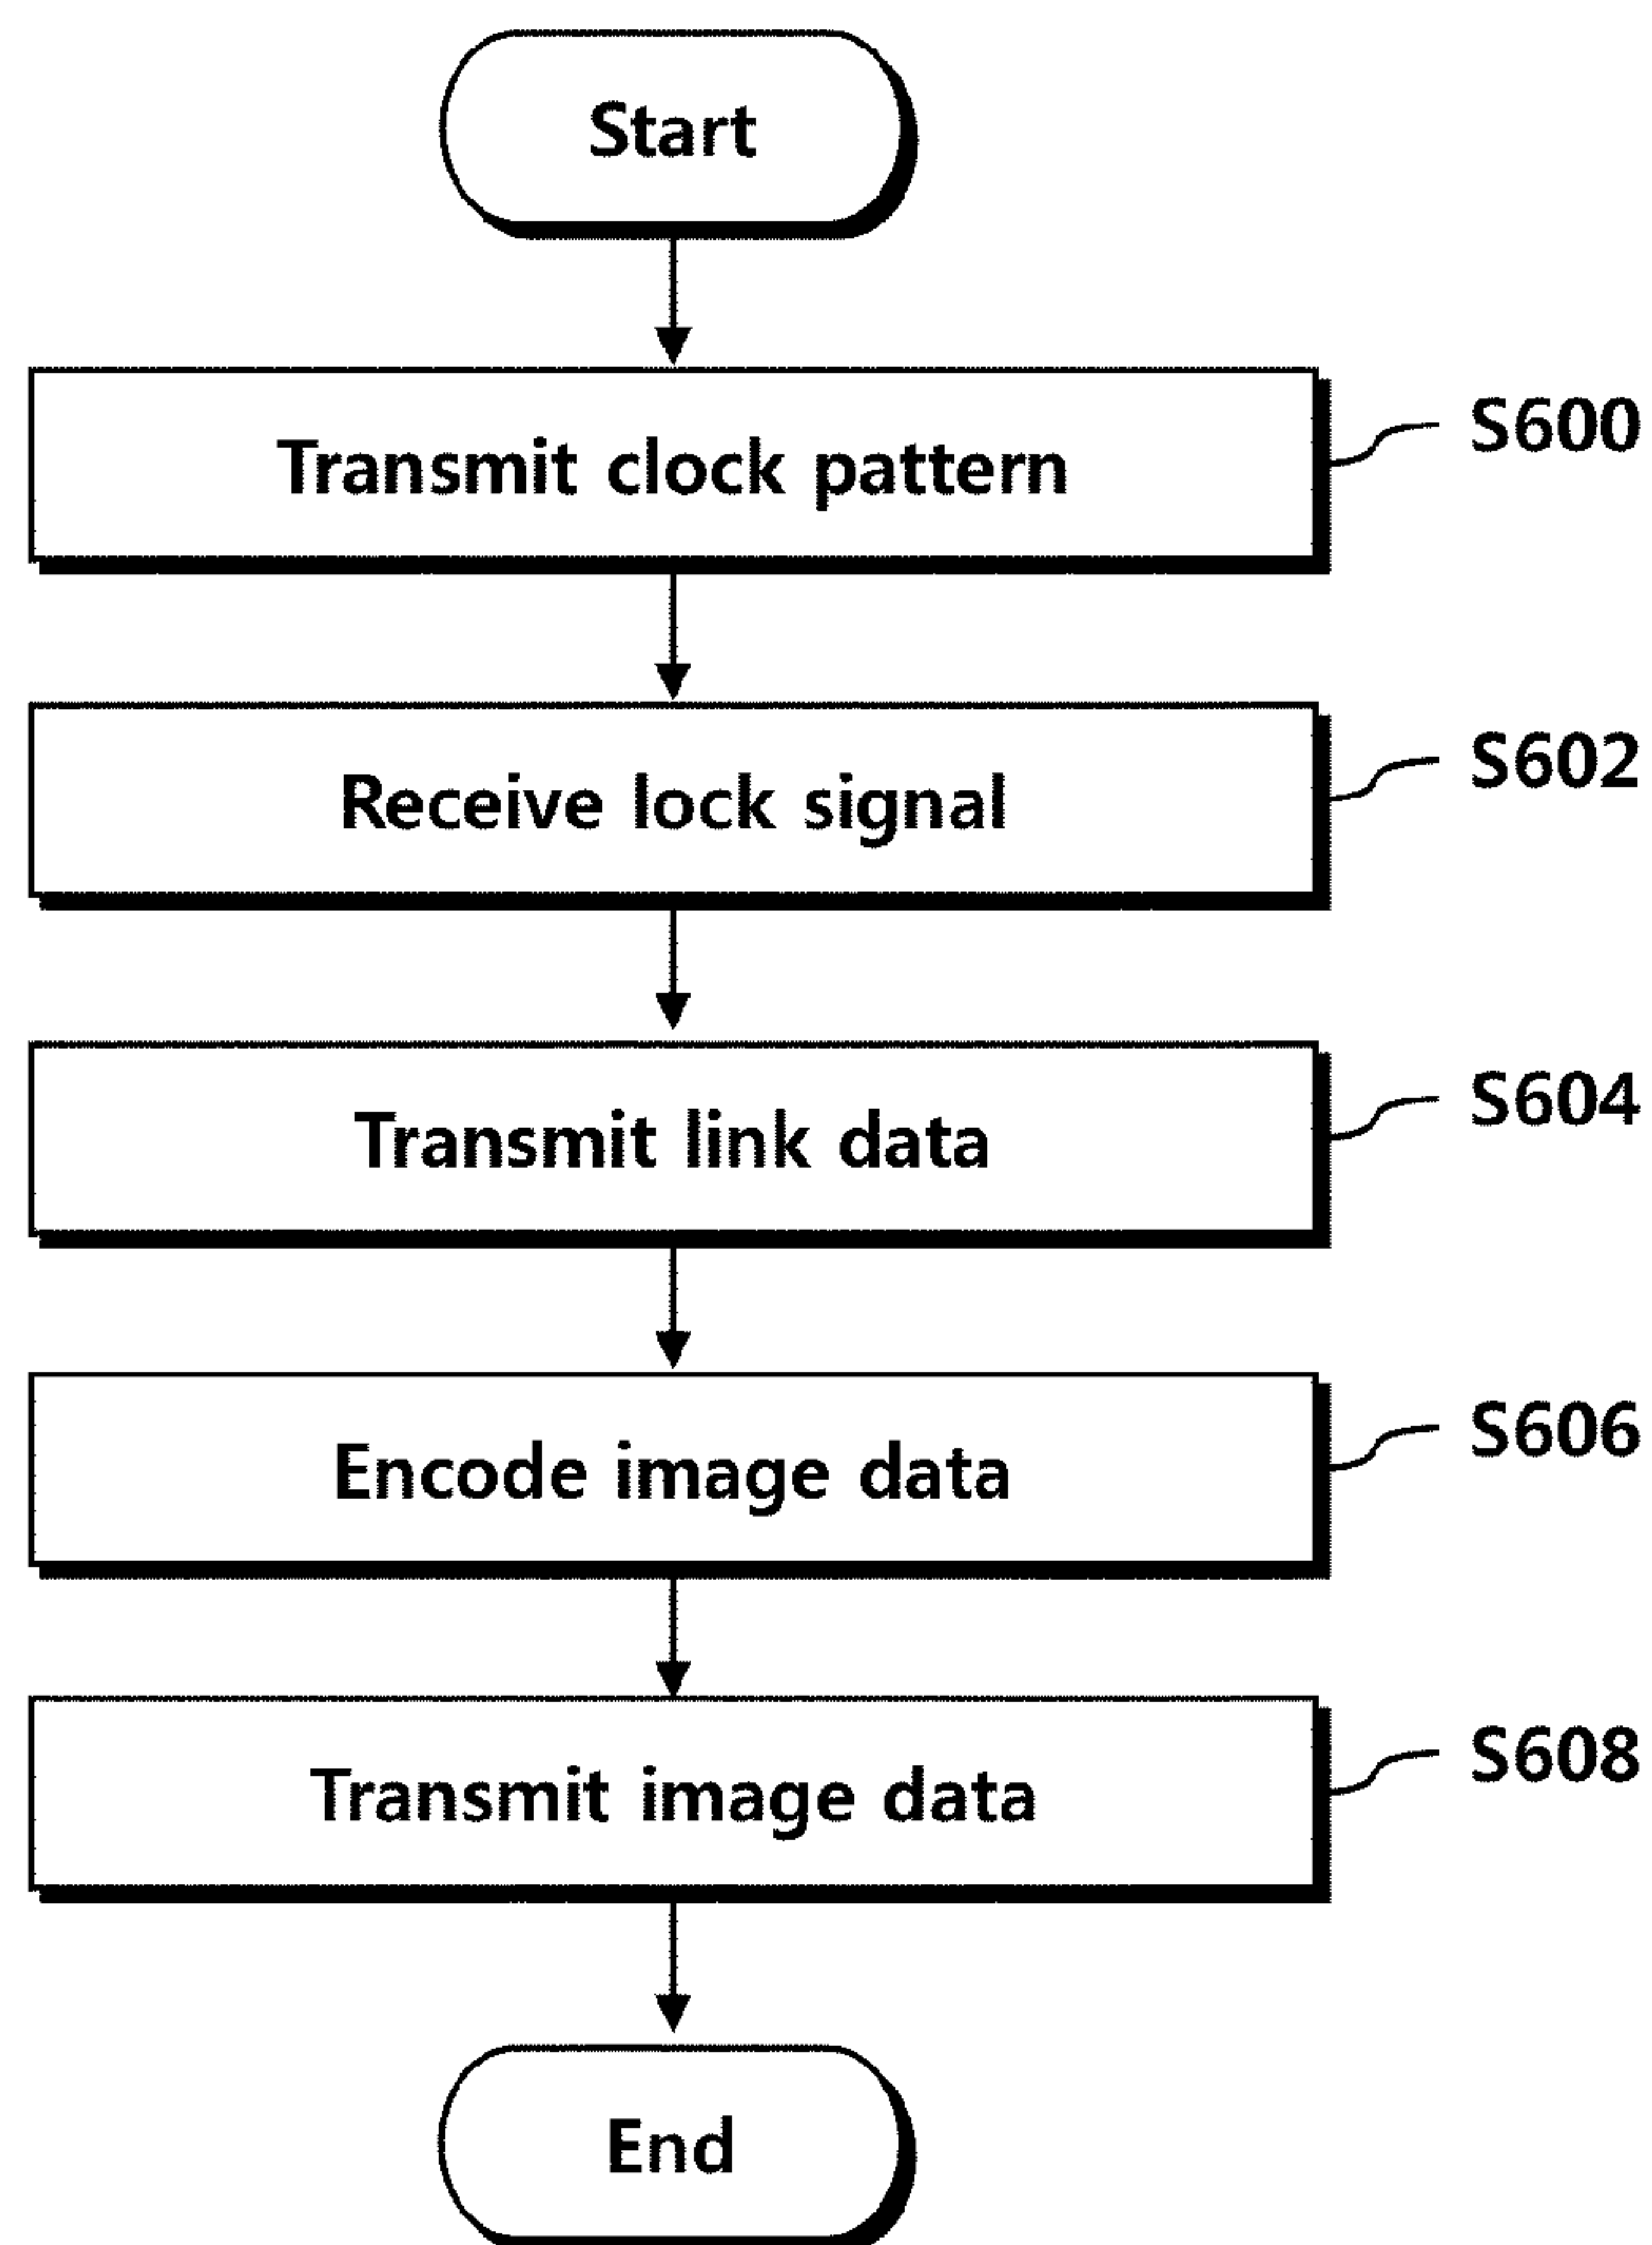 Start
Transmit clock pattern
S600
Receive lock signal
S602
Transmit link data
S604
Encode image data
S606
Transmit image data
S608
End